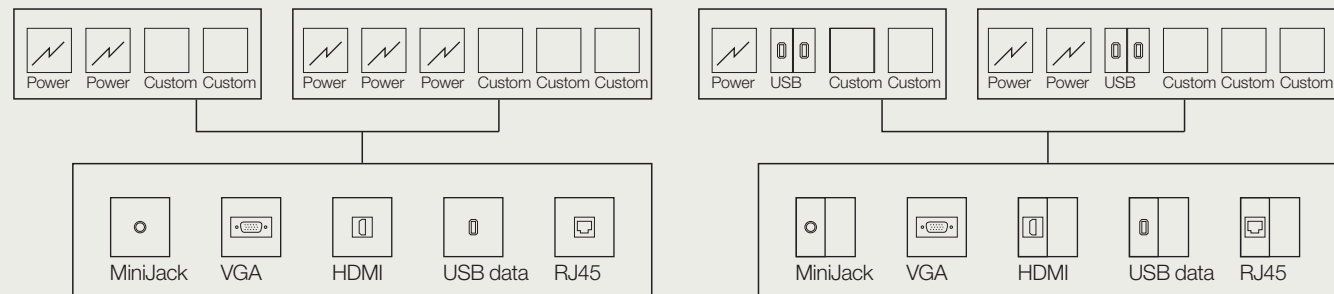 Power Power Custom Custom
Power Power Power Custom Custom Custom
Power USB Custom Custom
Power Power USB Custom Custom Custom
MiniJack VGA HDMI USB data RJ45
MiniJack VGA HDMI USB data RJ45